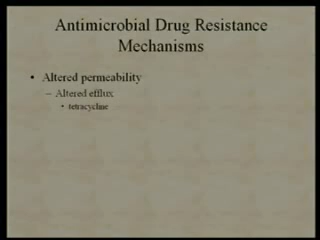 Antimicrobial Drug Resistance
Mechanisms
• Altered permeability
– Altered efflux
• tetracycline